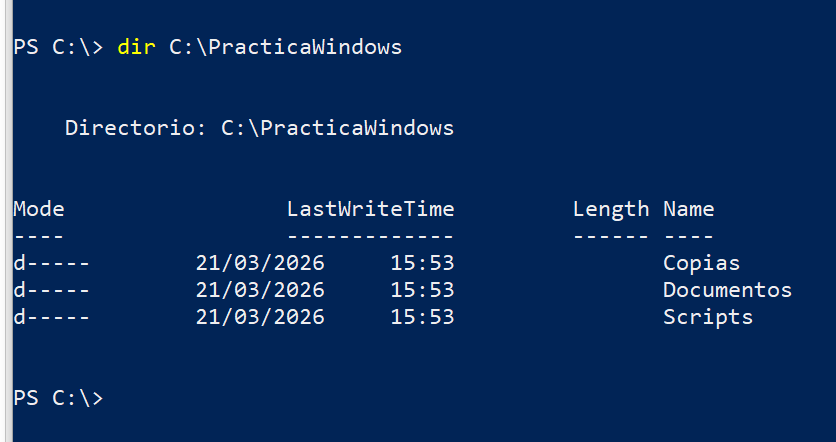 PS C:\> dir C:\PracticaWindows
Directorio: C:\PracticaWindows
Mode LastWriteTime Length Name
---- ------------- ------ ----
d----- 21/03/2026 15:53 Copias
d----- 21/03/2026 15:53 Documentos
d----- 21/03/2026 15:53 Scripts
PS C:\>